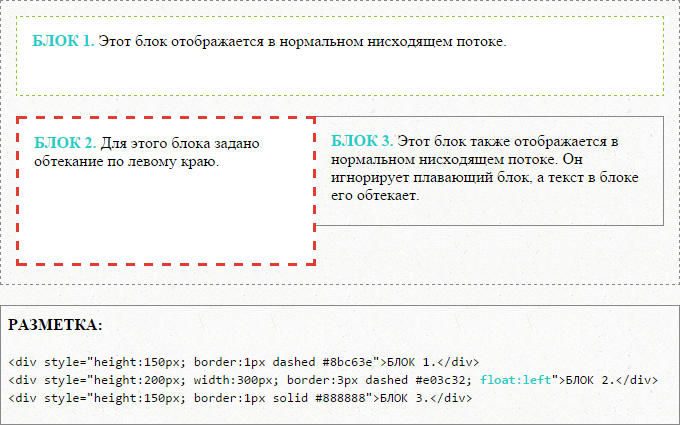 БЛОК 1. Этот блок отображается в нормальном нисходящем потоке.
БЛОК 2. Для этого блока задано
обтекание по левому краю.
БЛОК 3. Этот блок также отображается в
нормальном нисходящем потоке. Он
игнорирует плавающий блок, а текст в блоке
его обтекает.
РАЗМЕТКА:
<div style="height:150px; border:1px dashed #8bc63e">БЛОК 1.</div>
<div style="height:200px; width:300px; border:3px dashed #e03c32; float:left">БЛОК 2.</div>
<div style="height:150px; border:1px solid #888888">БЛОК 3.</div>